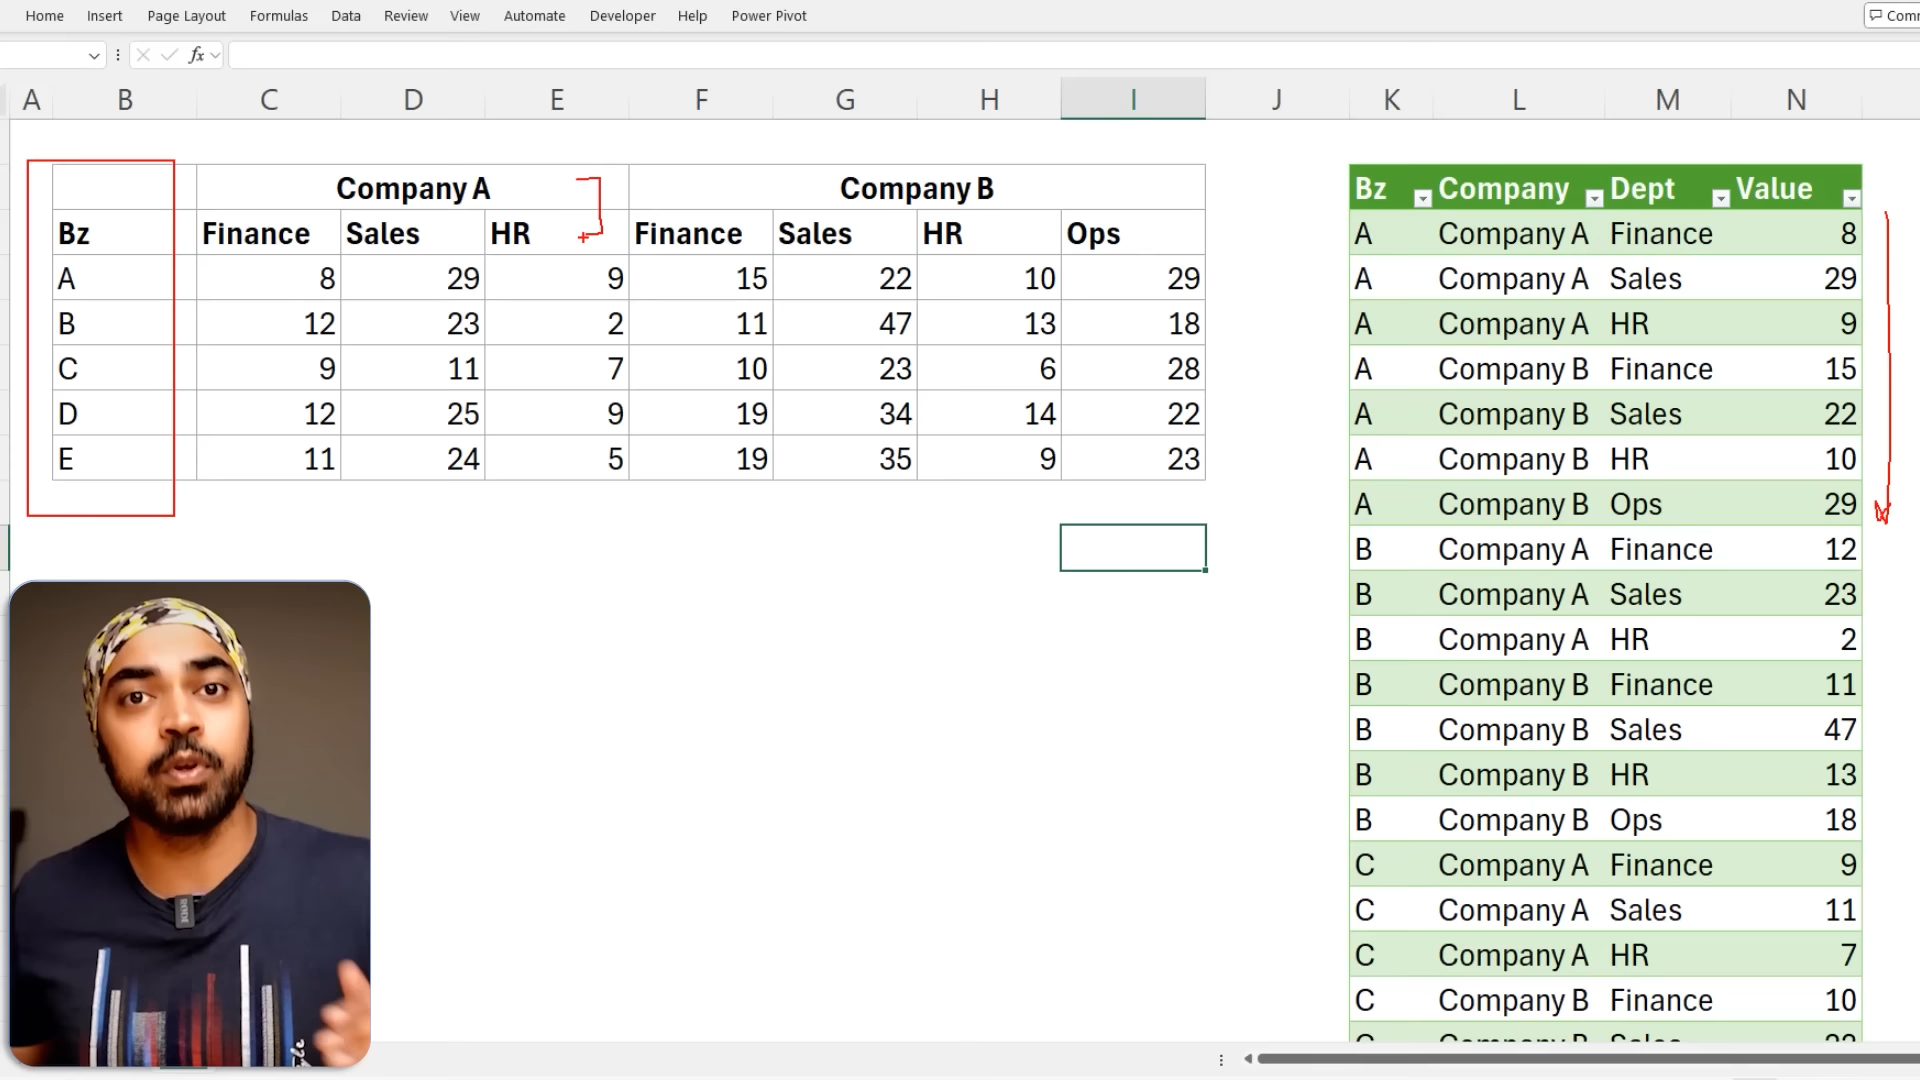 Home Insert Page Layout Formulas Data Review View Automate Developer Help Power Pivot
fx
A B C D E F G H I J K L M N
Company A Company B
Bz Finance Sales HR Finance Sales HR Ops
A 8 29 9 15 22 10 29
B 12 23 2 11 47 13 18
C 9 11 7 10 23 6 28
D 12 25 9 19 34 14 22
E 11 24 5 19 35 9 23
Bz Company Dept Value
A Company A Finance 8
A Company A Sales 29
A Company A HR 9
A Company B Finance 15
A Company B Sales 22
A Company B HR 10
A Company B Ops 29
B Company A Finance 12
B Company A Sales 23
B Company A HR 2
B Company B Finance 11
B Company B Sales 47
B Company B HR 13
B Company B Ops 18
C Company A Finance 9
C Company A Sales 11
C Company A HR 7
C Company B Finance 10
C Company B Sales 23
RODE